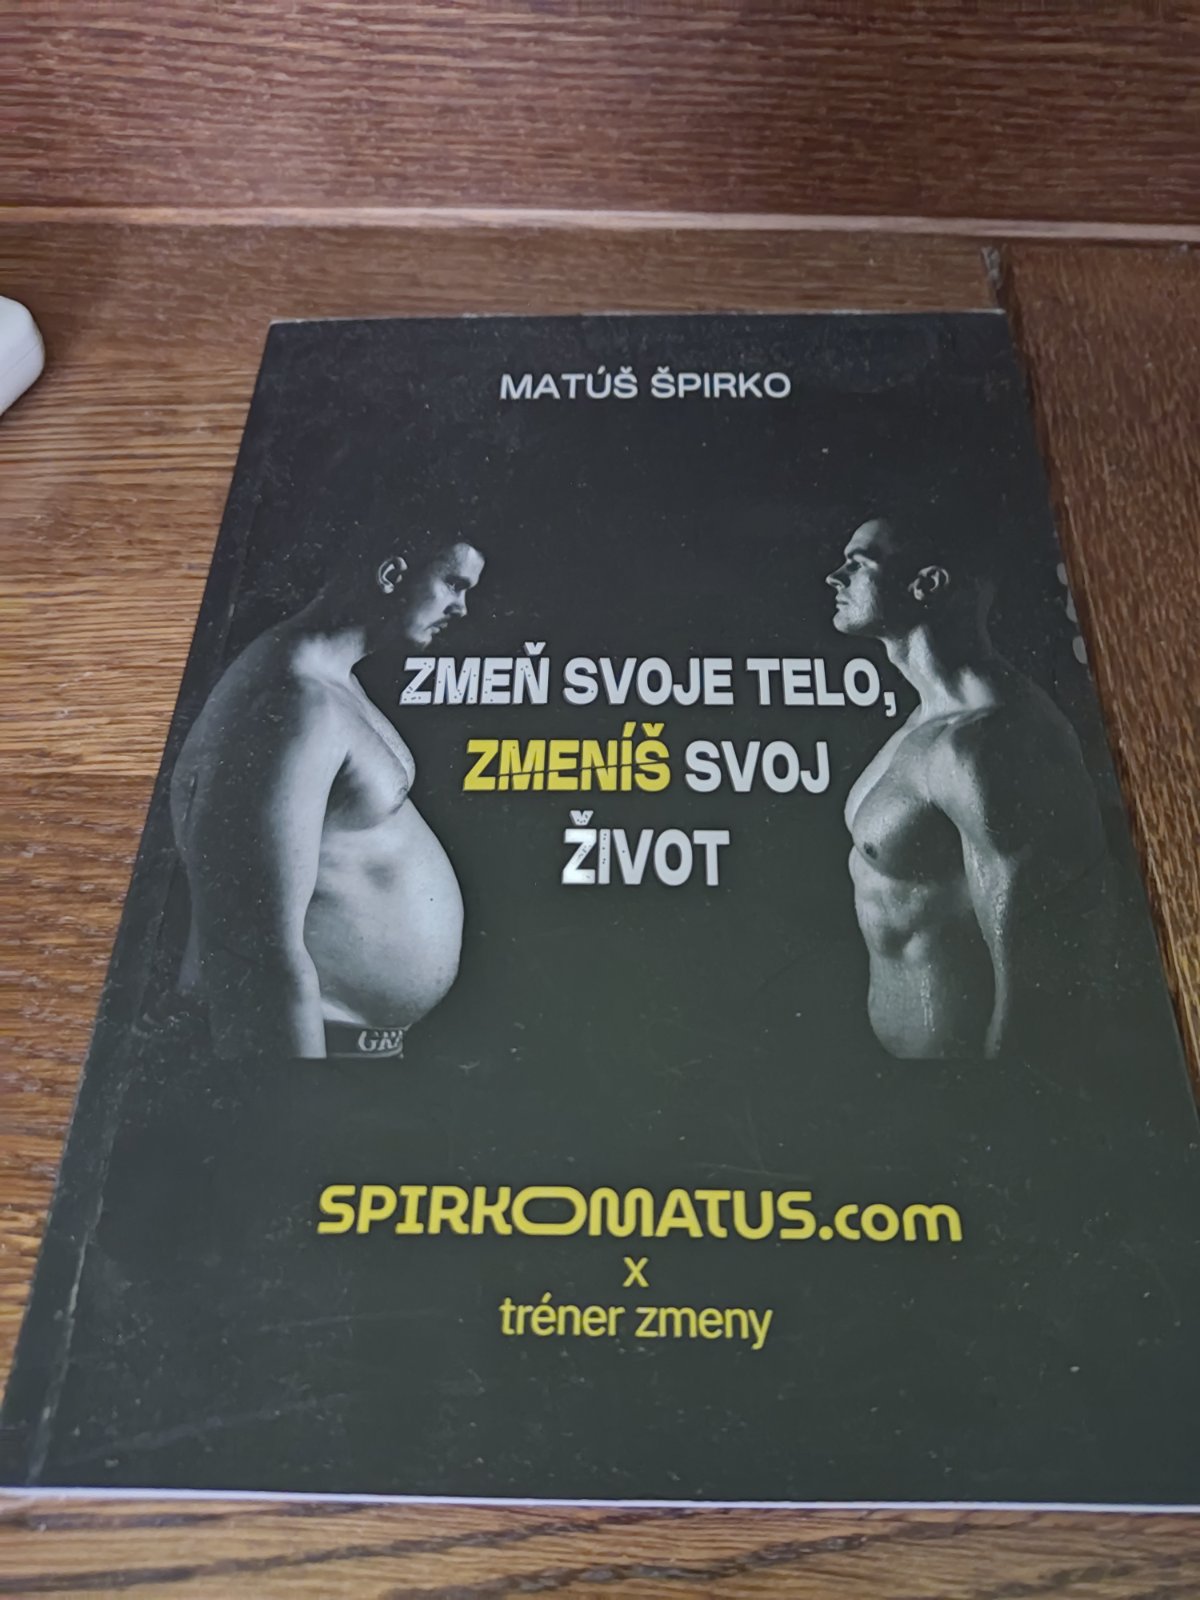 MATÚŠ ŠPIRKO
ZMEŇ SVOJE TELO,
ZMENÍŠ SVOJ
ŽIVOT
SPIRKOMATUS.com
x
tréner zmeny